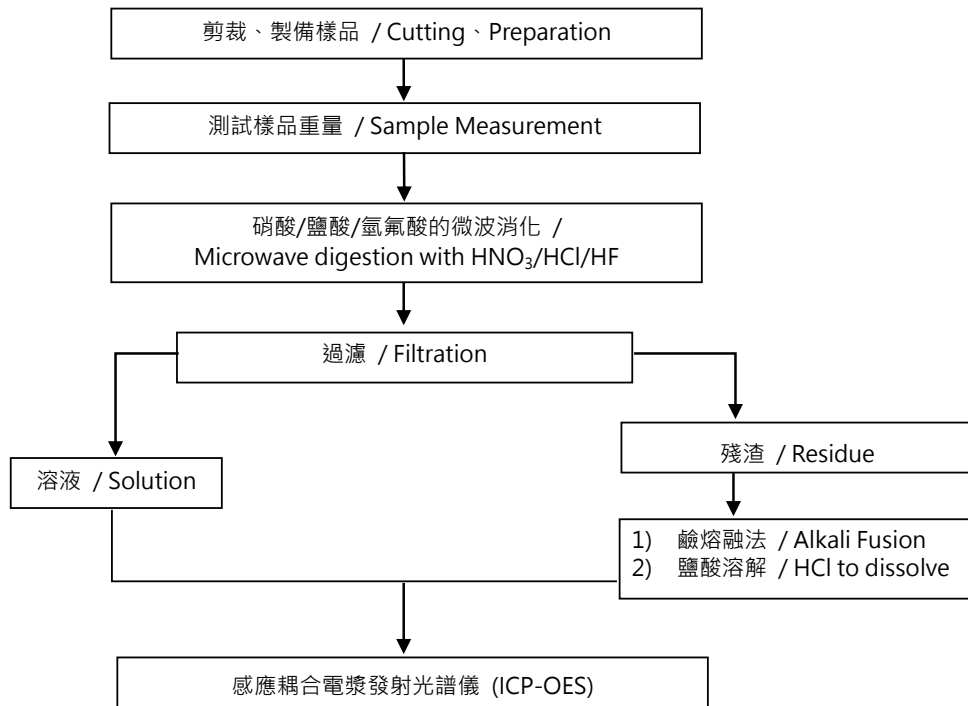 剪裁、製備樣品 / Cutting、Preparation
測試樣品重量 / Sample Measurement
硝酸/鹽酸/氫氟酸的微波消化 /
Microwave digestion with HNO₃/HCl/HF
過濾 / Filtration
溶液 / Solution
殘渣 / Residue
1) 鹼熔融法 / Alkali Fusion
2) 鹽酸溶解 / HCl to dissolve
感應耦合電漿發射光譜儀 (ICP-OES)